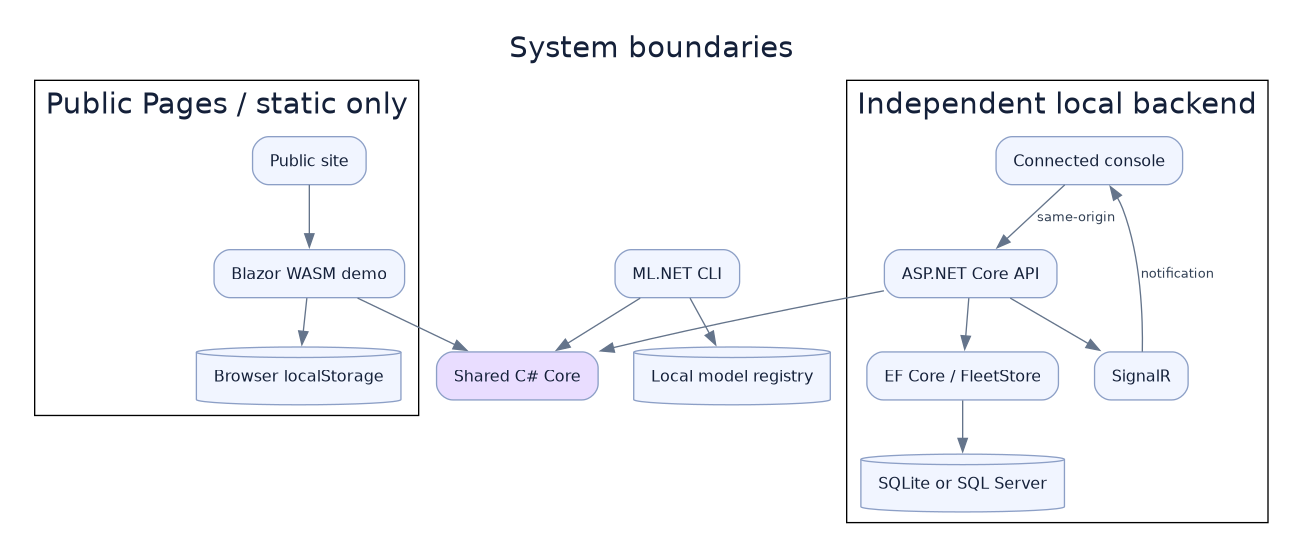 System boundaries
Public Pages / static only
Independent local backend
Public site
Connected console
same-origin
Blazor WASM demo
ML.NET CLI
ASP.NET Core API
notification
Browser localStorage
Shared C# Core
Local model registry
EF Core / FleetStore
SignalR
SQLite or SQL Server